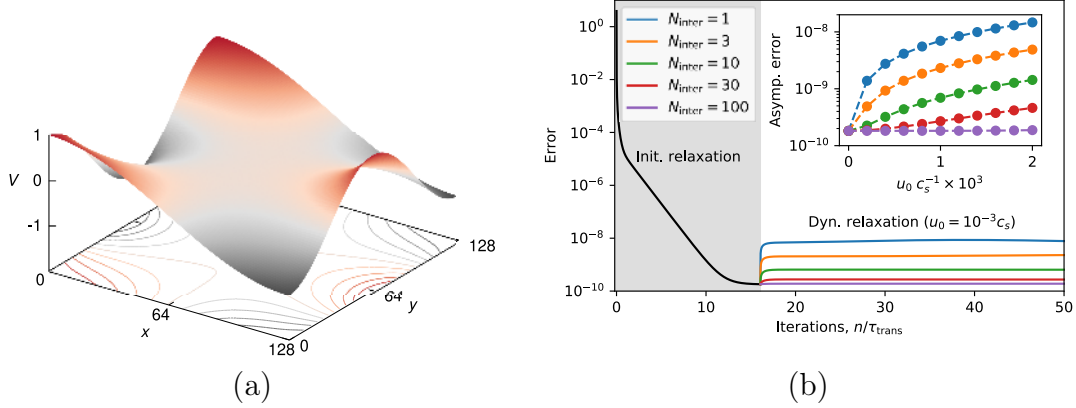 1
V
0
-1
0
64
x
128
0
64
y
128
(a)
10^0
10^-2
10^-4
10^-6
10^-8
10^-10
Error
N_inter = 1
N_inter = 3
N_inter = 10
N_inter = 30
N_inter = 100
Init. relaxation
Asymp. error
10^-8
10^-9
10^-10
0
1
2
u_0 c_s^-1 × 10^3
Dyn. relaxation (u_0 = 10^-3 c_s)
0
10
20
30
40
50
Iterations, n/τ_trans
(b)